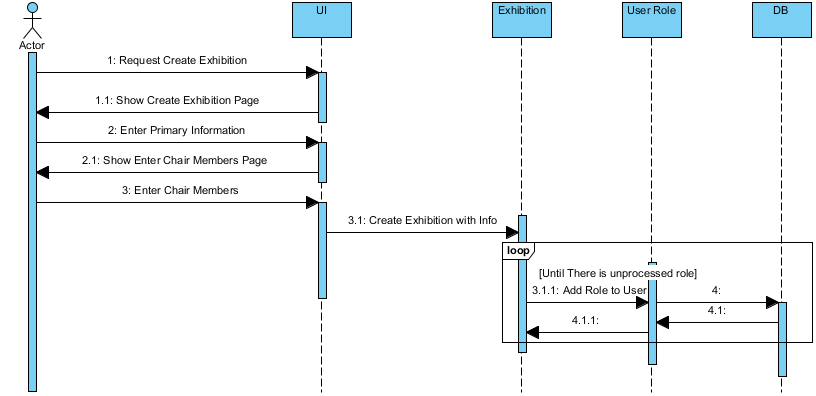 UI
Exhibition
User Role
DB
Actor
1: Request Create Exhibition
1.1: Show Create Exhibition Page
2: Enter Primary Information
2.1: Show Enter Chair Members Page
3: Enter Chair Members
3.1: Create Exhibition with Info
loop
[Until There is unprocessed role]
3.1.1: Add Role to User
4:
4.1:
4.1.1: